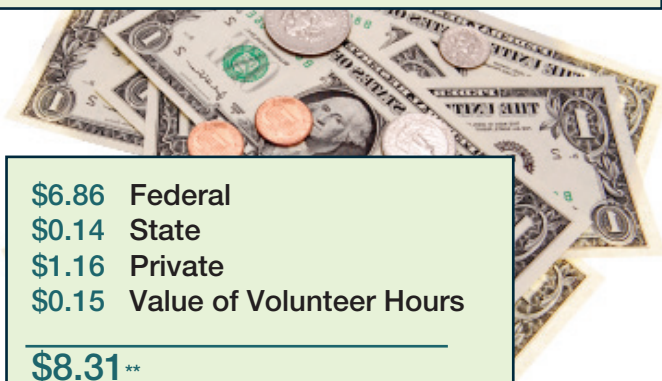 $6.86 Federal
$0.14 State
$1.16 Private
$0.15 Value of Volunteer Hours
$8.31**